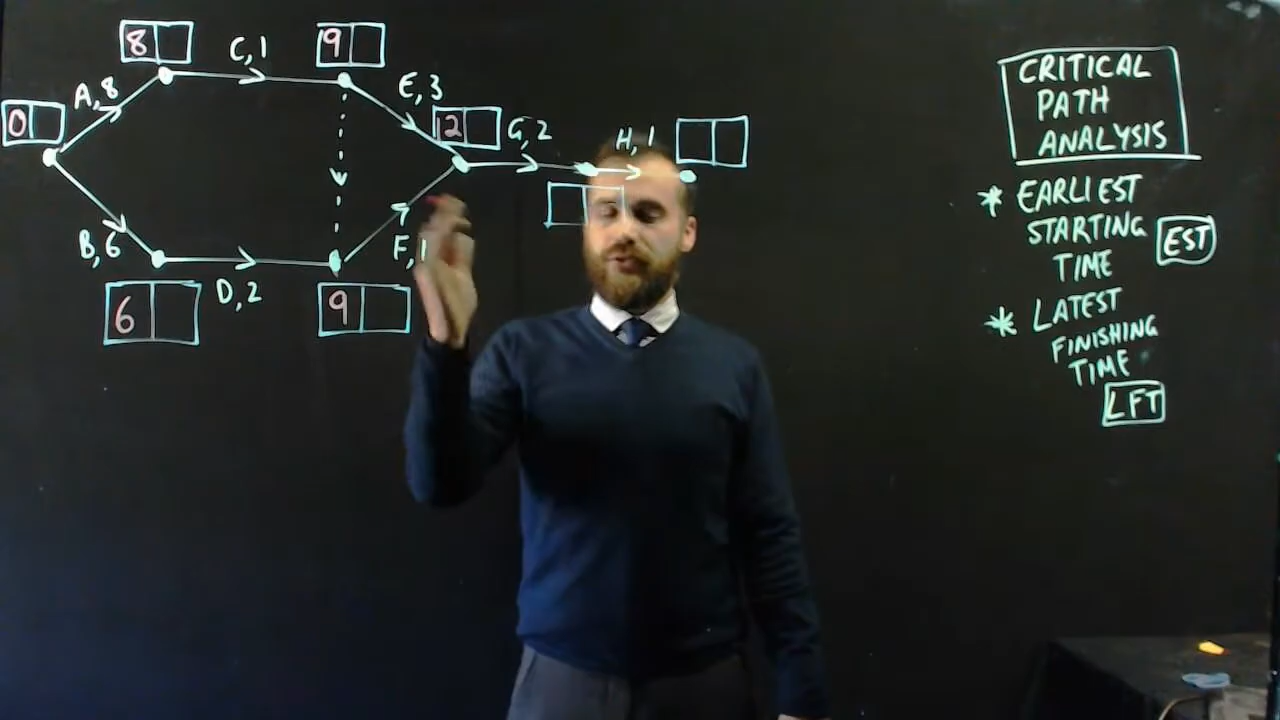 8
C, 1
9
A, 8
E, 3
0
12
G, 2
H, 1
B, 6
F, 1
6
D, 2
9
CRITICAL
PATH
ANALYSIS
* EARLIEST
STARTING
TIME
EST
* LATEST
FINISHING
TIME
LFT